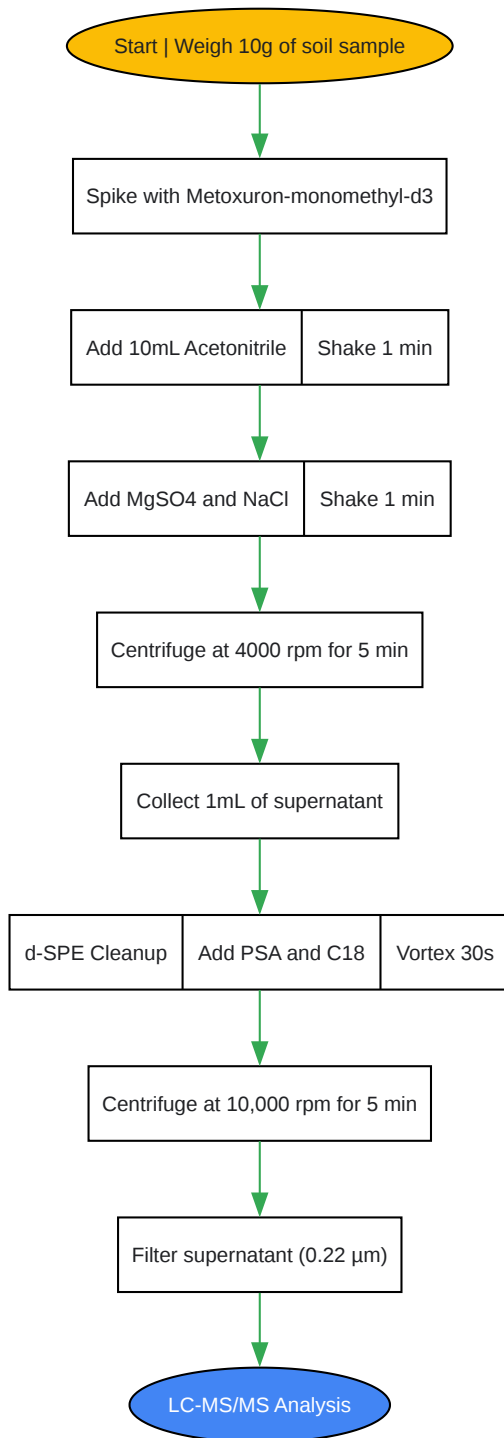 Start | Weigh 10g of soil sample
Spike with Metoxuron-monomethyl-d3
Add 10mL Acetonitrile
Shake 1 min
Add MgSO4 and NaCl
Shake 1 min
Centrifuge at 4000 rpm for 5 min
Collect 1mL of supernatant
d-SPE Cleanup
Add PSA and C18
Vortex 30s
Centrifuge at 10,000 rpm for 5 min
Filter supernatant (0.22 µm)
LC-MS/MS Analysis